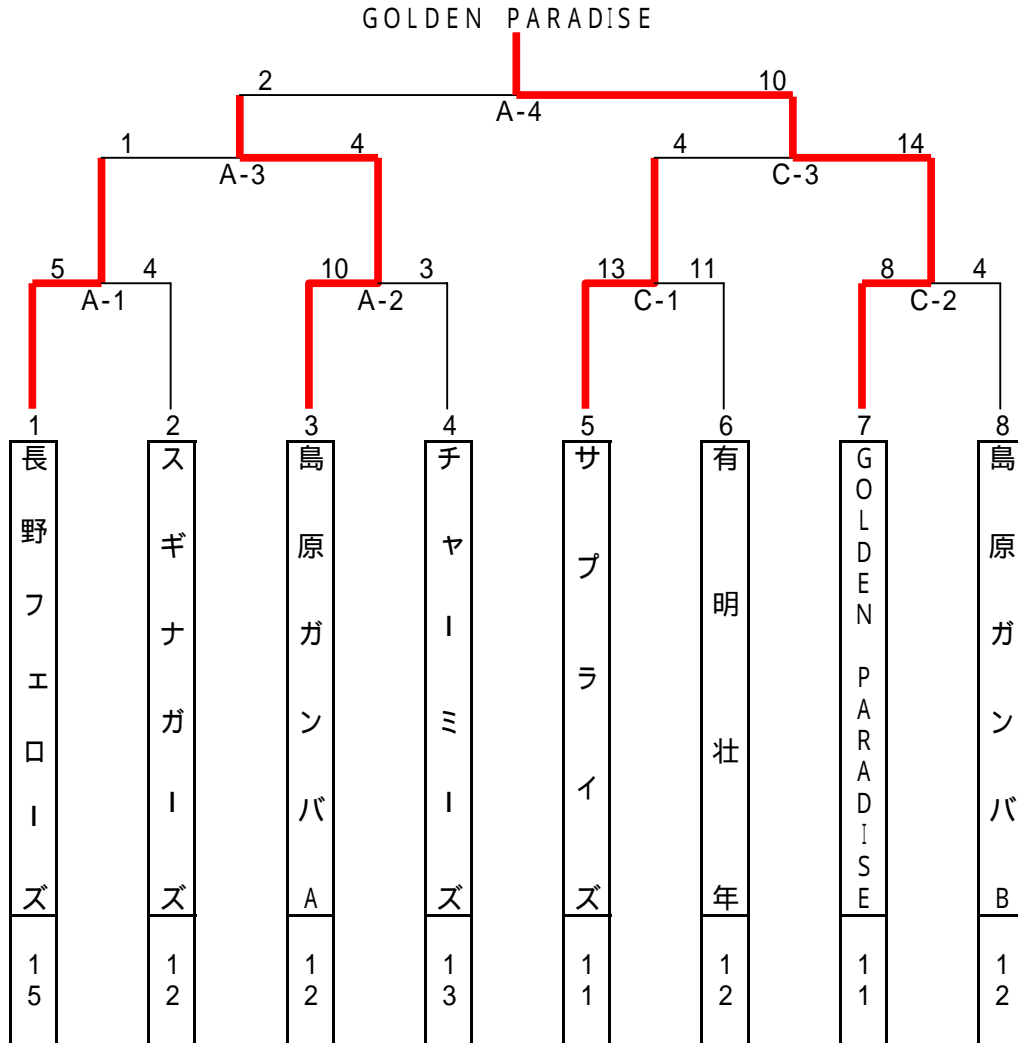 GOLDEN PARADISE
2 10
A-4
1 4 4 14
A-3 C-3
5 4 10 3 13 11 8 4
A-1 A-2 C-1 C-2
1 2 3 4 5 6 7 8
長野フェローズ
スギナガーズ
島原ガンバA
チャーミーズ
サプライズ
有明壮年
GOLDEN PARADISE
島原ガンバB
15 12 12 13 11 12 11 12